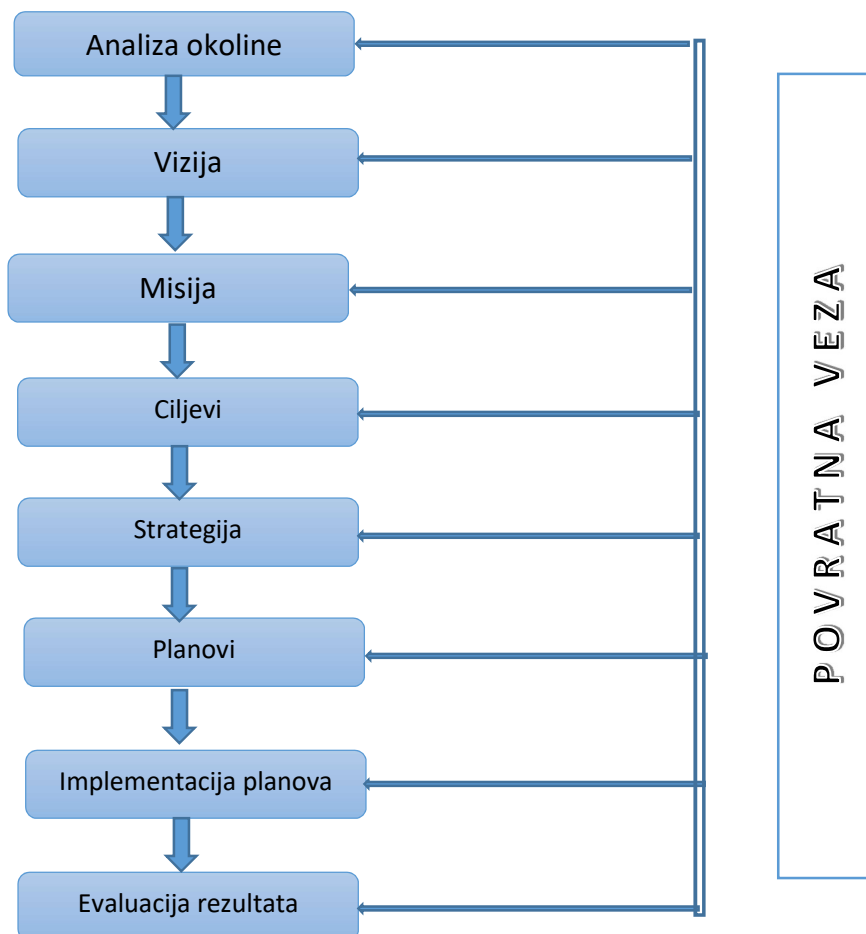 Analiza okoline
Vizija
Misija
Ciljevi
Strategija
Planovi
Implementacija planova
Evaluacija rezultata
POVRATNA VEZA